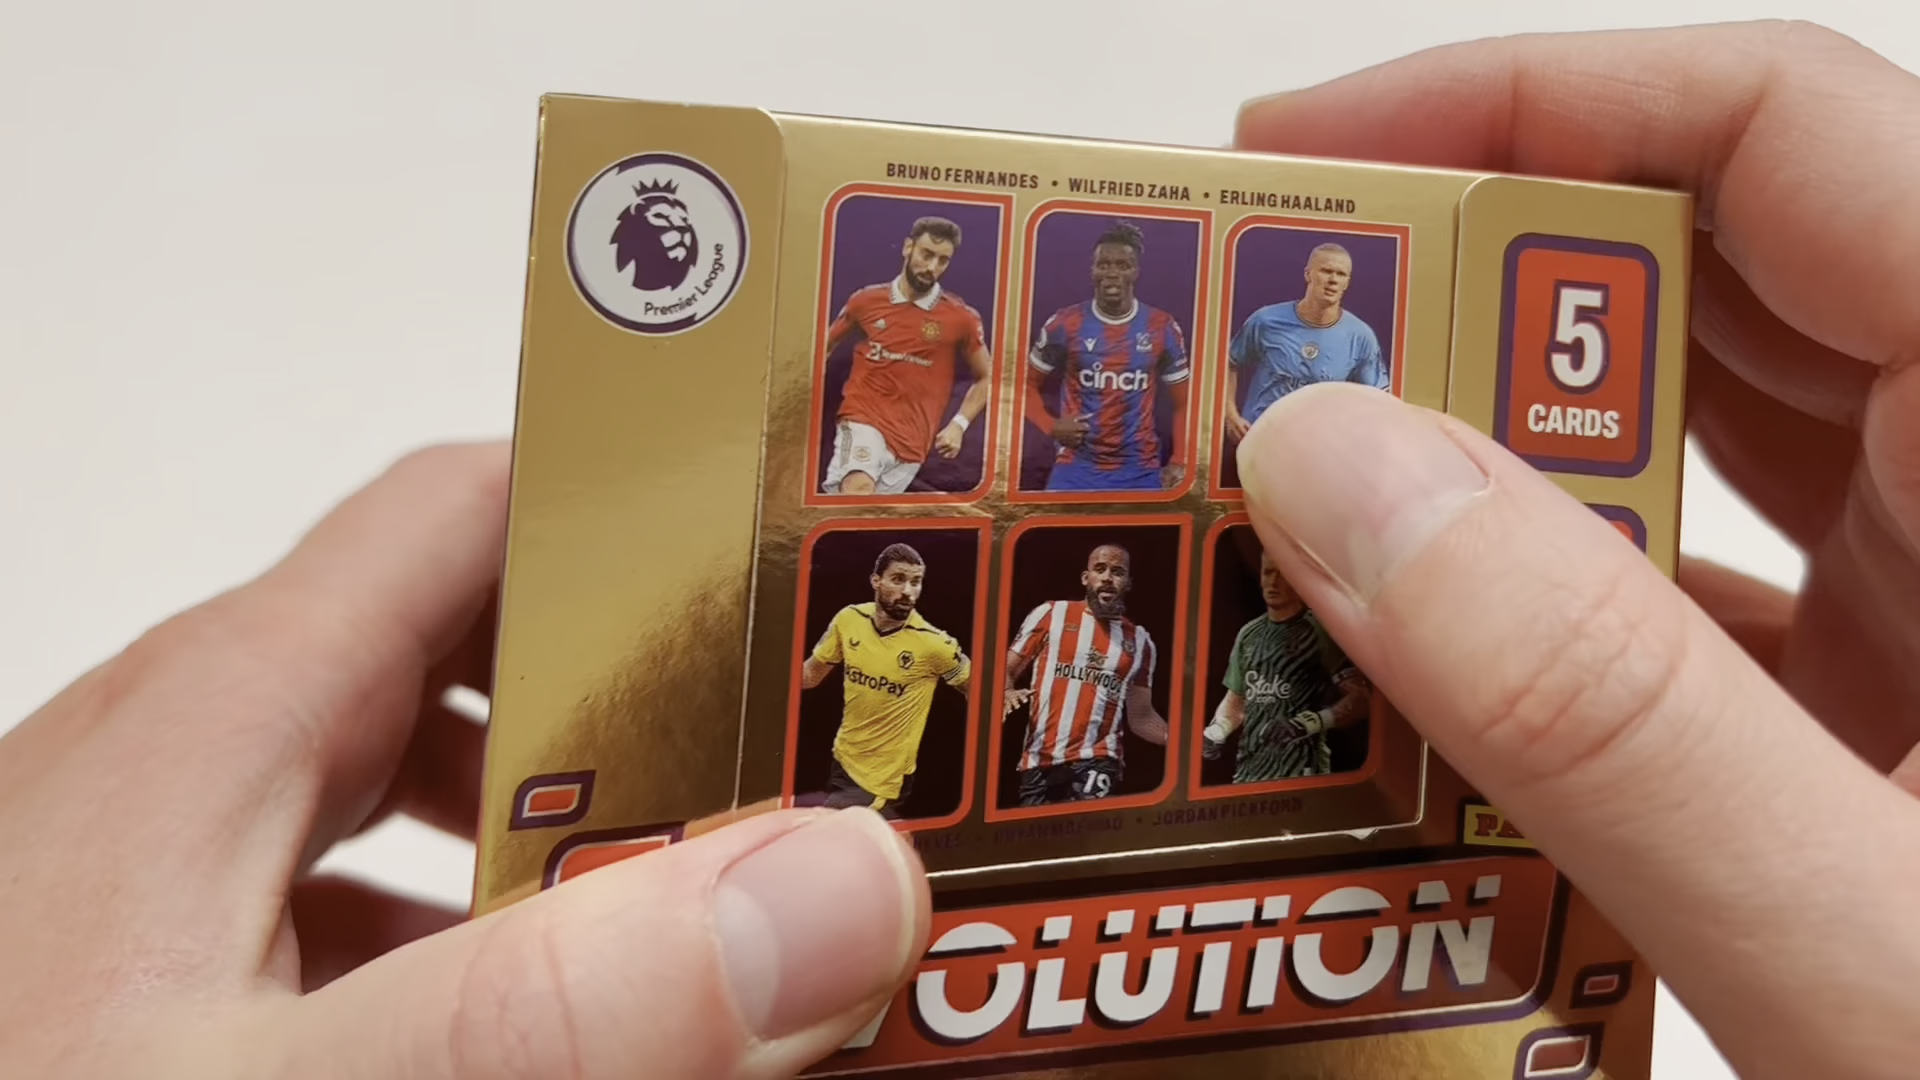 BRUNO FERNANDES • WILFRIED ZAHA • ERLING HAALAND
Premier League
5
CARDS
cinch
AstroPay
HOLLYWOOD
19
Stake
JORDAN PICKFORD
OLUTION